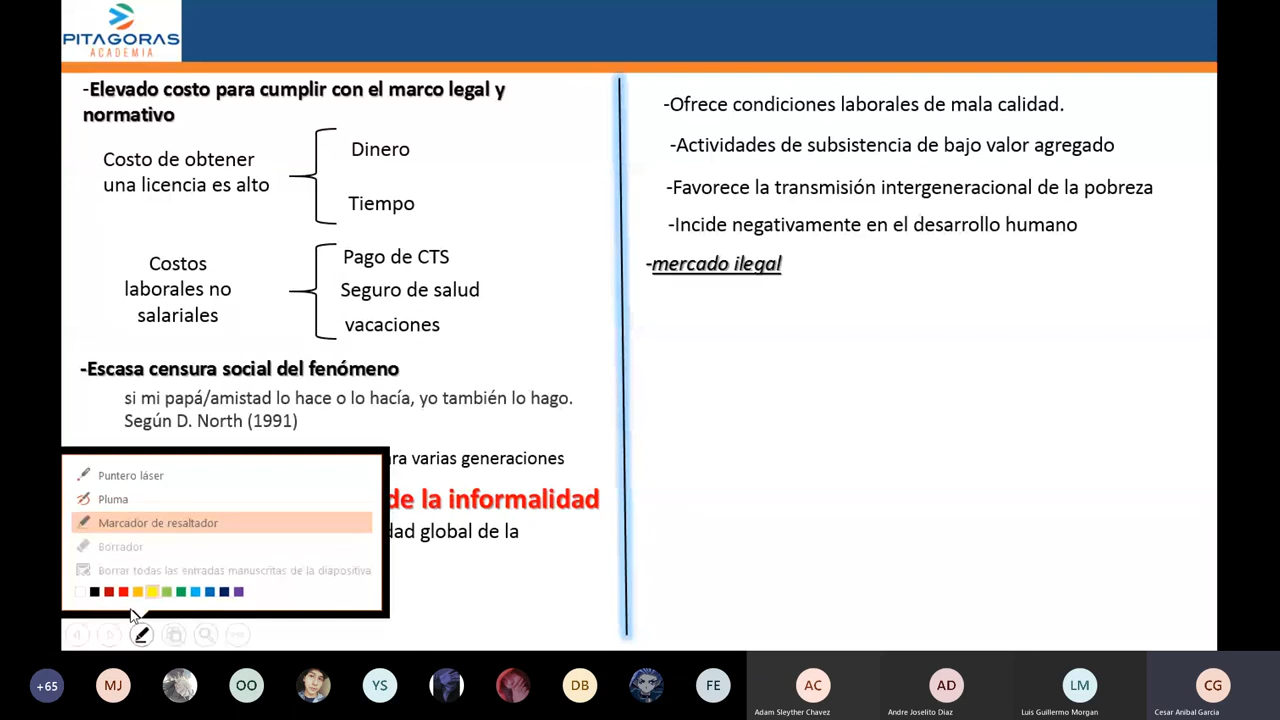 PITAGORAS
ACADEMIA
-Elevado costo para cumplir con el marco legal y
normativo
Costo de obtener
una licencia es alto
Dinero
Tiempo
Costos
laborales no
salariales
Pago de CTS
Seguro de salud
vacaciones
-Escasa censura social del fenómeno
si mi papá/amistad lo hace o lo hacía, yo también lo hago.
Según D. North (1991)
varias generaciones
de la informalidad
global de la
-Ofrece condiciones laborales de mala calidad.
-Actividades de subsistencia de bajo valor agregado
-Favorece la transmisión intergeneracional de la pobreza
-Incide negativamente en el desarrollo humano
-mercado ilegal
Puntero láser
Pluma
Marcador de resaltador
Borrador
Borrar todas las entradas manuscritas de la diapositiva
+65
MJ
OO
YS
DB
FE
AC
Adam Sleyther Chavez
AD
Andre Joselito Diaz
LM
Luis Guillermo Morgan
CG
Cesar Anibal Garcia